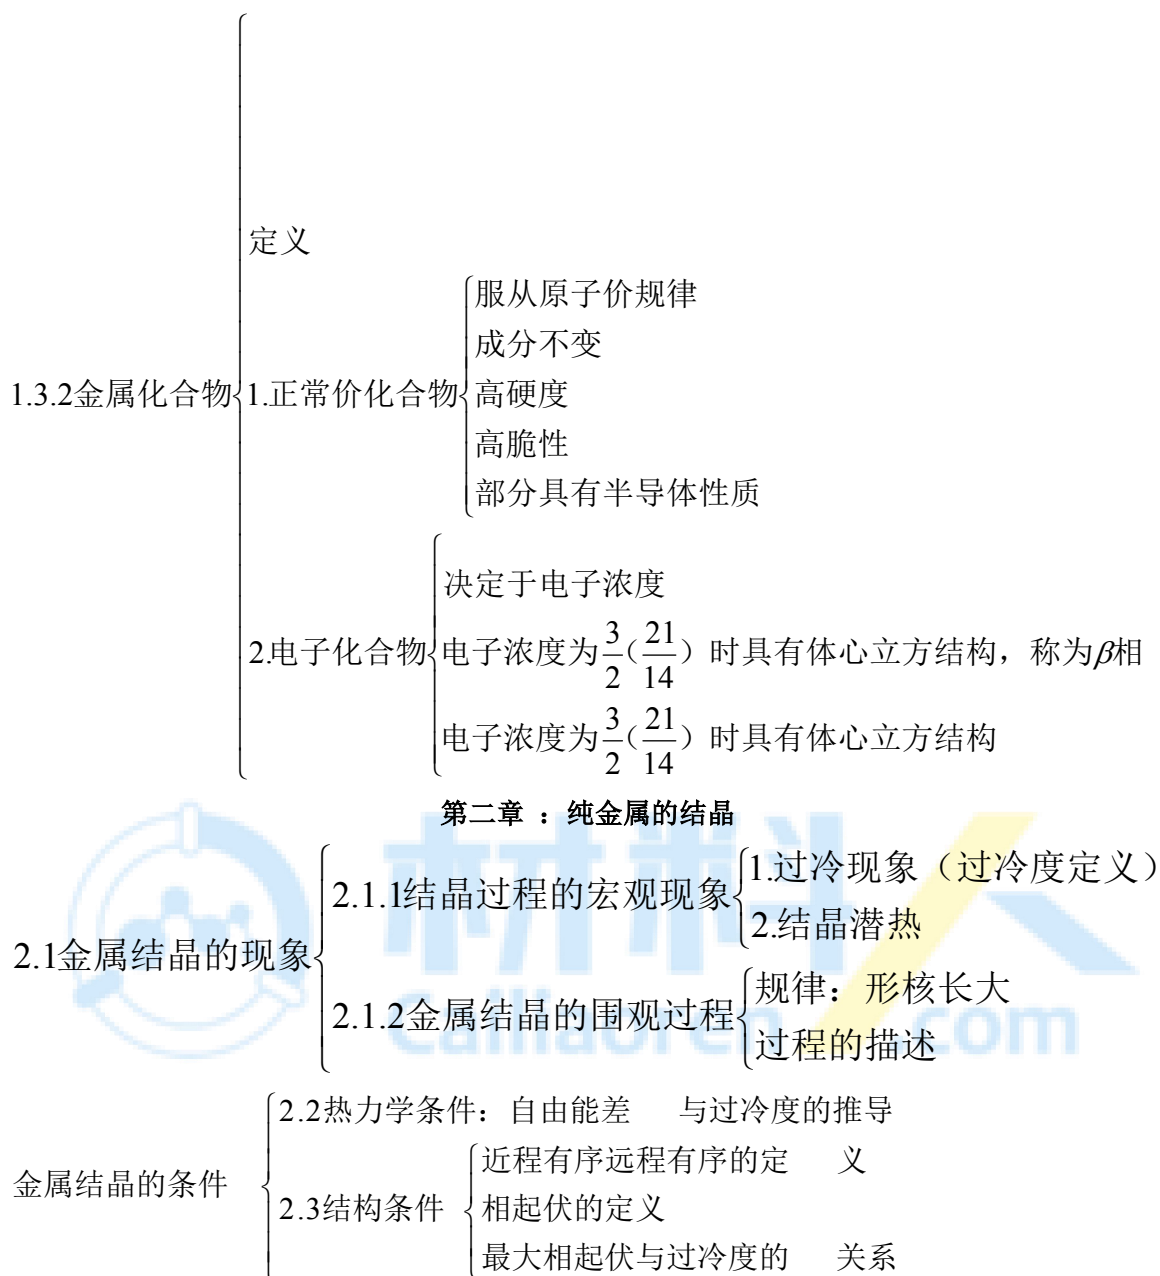 定义
1.3.2金属化合物
1.正常价化合物
服从原子价规律
成分不变
高硬度
高脆性
部分具有半导体性质
2.电子化合物
决定于电子浓度
电子浓度为3/2(21/14)时具有体心立方结构，称为β相
电子浓度为3/2(21/14)时具有体心立方结构
第二章 ：纯金属的结晶
2.1金属结晶的现象
2.1.1结晶过程的宏观现象
1.过冷现象（过冷度定义）
2.结晶潜热
2.1.2金属结晶的围观过程
规律：形核长大
过程的描述
金属结晶的条件
2.2热力学条件：自由能差 与过冷度的推导
2.3结构条件
近程有序远程有序的定 义
相起伏的定义
最大相起伏与过冷度的 关系
材料人
Cailiaoren.com